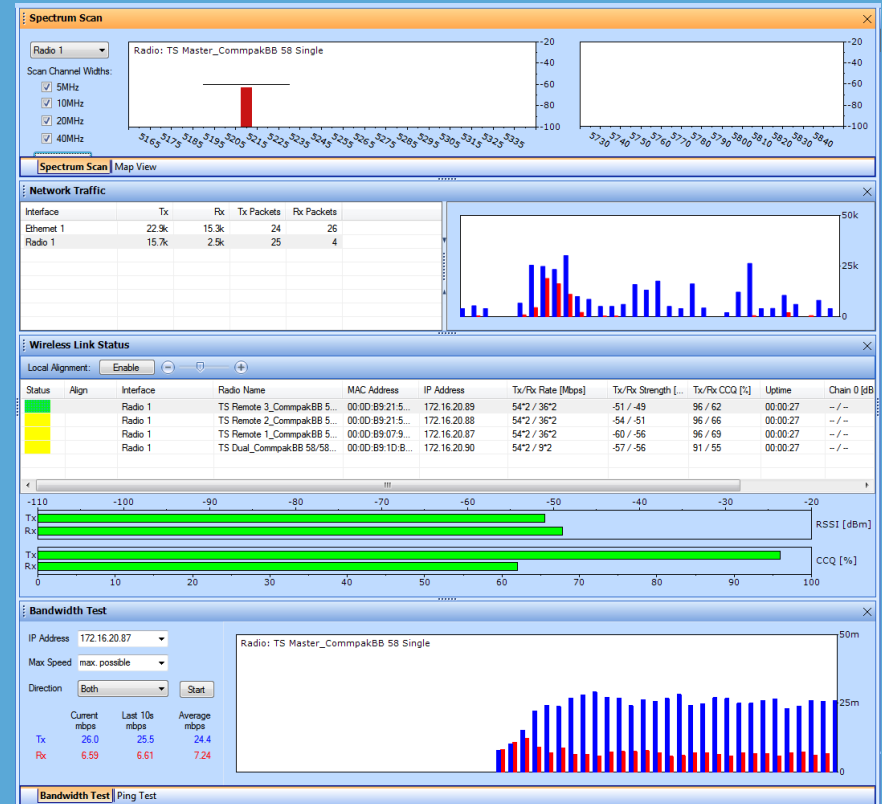 Spectrum Scan
Radio 1
Scan Channel Widths:
5MHz
10MHz
20MHz
40MHz
Radio: TS Master_CommpakBB 58 Single
-20
-40
-60
-80
-100
5165 5175 5185 5195 5205 5215 5225 5235 5245 5255 5265 5275 5285 5295 5305 5315 5325 5335
-20
-40
-60
-80
-100
5730 5740 5750 5760 5770 5780 5790 5800 5810 5820 5830 5840
Spectrum Scan Map View
Network Traffic
Interface Tx Rx Tx Packets Rx Packets
Ethernet 1 22.9k 15.3k 24 26
Radio 1 15.7k 2.5k 25 4
50k
25k
0
Wireless Link Status
Local Alignment: Enable
Status Align Interface Radio Name MAC Address IP Address Tx/Rx Rate [Mbps] Tx/Rx Strength [... Tx/Rx CCQ [%] Uptime Chain 0 [dB
Radio 1 TS Remote 3_CommpakBB 5... 00:0D:B9:21:5... 172.16.20.89 54*2 / 36*2 -51 / -49 96 / 62 00:00:27 -- / --
Radio 1 TS Remote 2_CommpakBB 5... 00:0D:B9:21:5... 172.16.20.88 54*2 / 36*2 -54 / -51 96 / 66 00:00:27 -- / --
Radio 1 TS Remote 1_CommpakBB 5... 00:0D:B9:07:9... 172.16.20.87 54*2 / 36*2 -60 / -56 96 / 69 00:00:27 -- / --
Radio 1 TS Dual_CommpakBB 58/58... 00:0D:B9:1D:B... 172.16.20.90 54*2 / 9*2 -57 / -56 91 / 55 00:00:27 -- / --
-110 -100 -90 -80 -70 -60 -50 -40 -30 -20
Tx
Rx
RSSI [dBm]
Tx
Rx
CCQ [%]
0 10 20 30 40 50 60 70 80 90 100
Bandwidth Test
IP Address 172.16.20.87
Max Speed max. possible
Direction Both Start
Current mbps Last 10s mbps Average mbps
Tx 26.0 25.5 24.4
Rx 6.59 6.61 7.24
Radio: TS Master_CommpakBB 58 Single
50m
25m
0
Bandwidth Test Ping Test